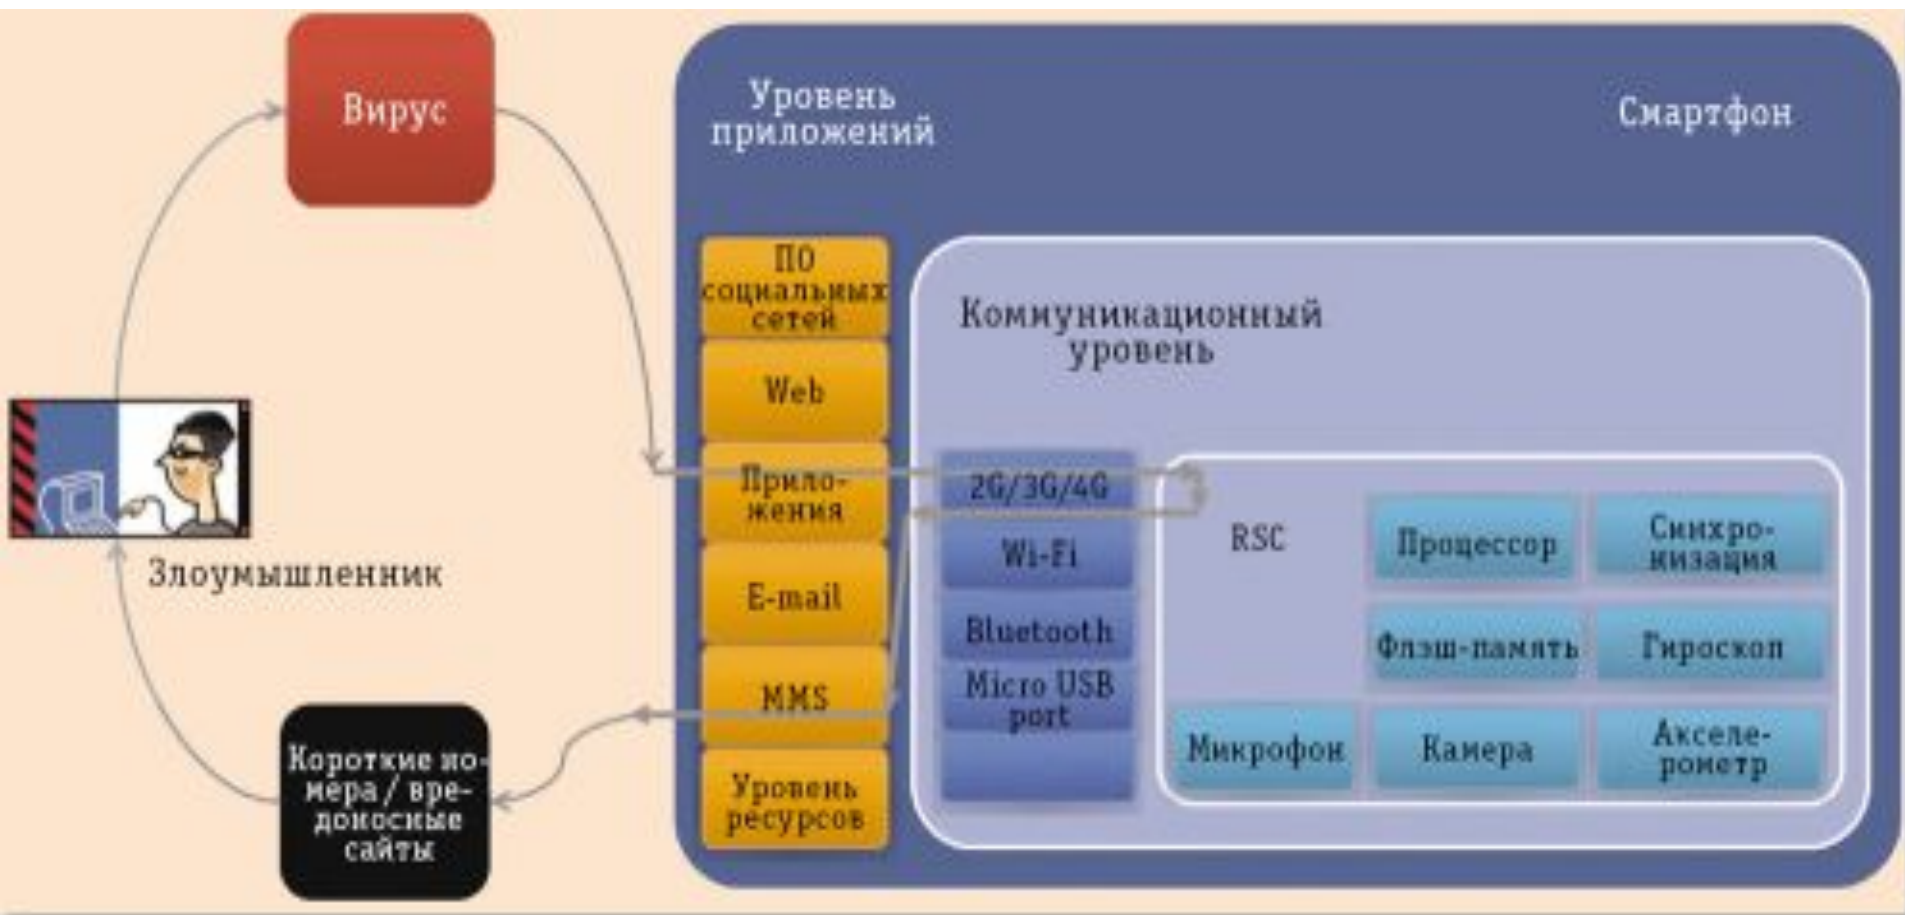 Вирус
Уровень
приложений
Смартфон
ПО
социальных
сетей
Web
Прило-
жения
E-mail
MMS
Уровень
ресурсов
Коммуникационный
уровень
2G/3G/4G
Wi-Fi
Bluetooth
Micro USB
port
RSC
Процессор
Синхро-
низация
Флэш-память
Гироскоп
Микрофон
Камера
Акселе-
рометр
Злоумышленник
Короткие но-
мера / вре-
доносные
сайты